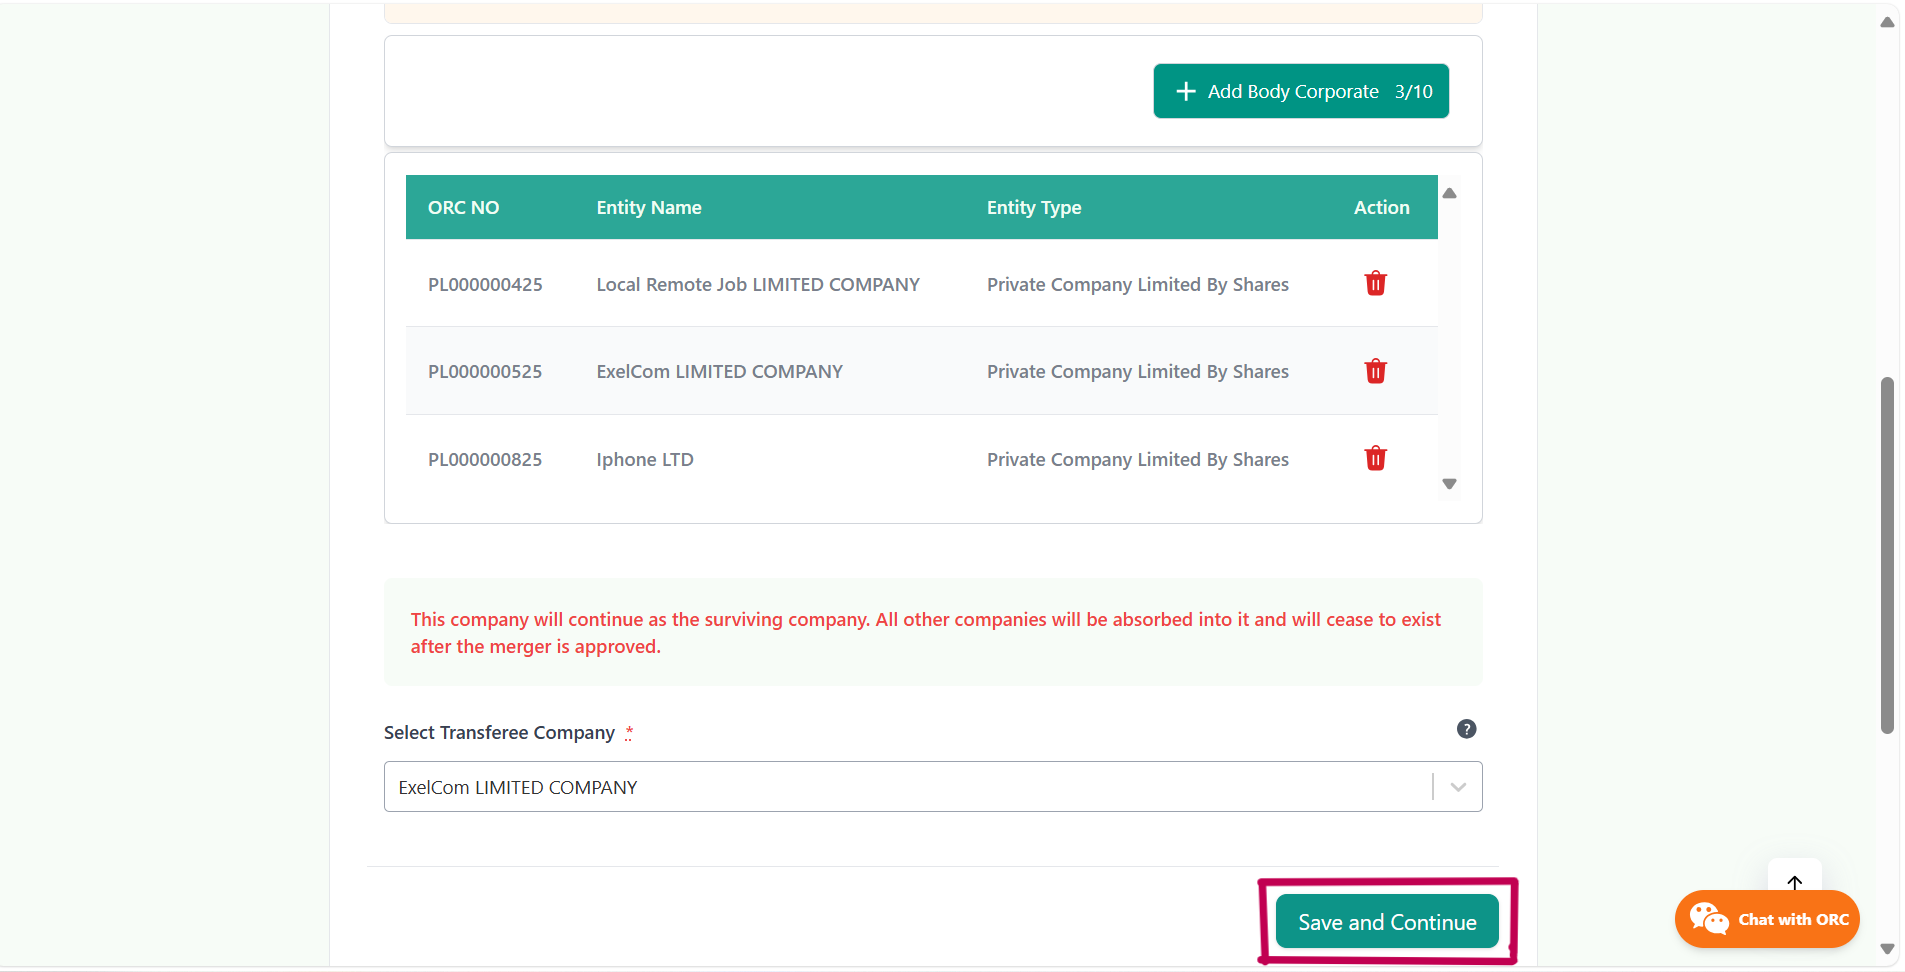 Add Body Corporate 3/10
ORC NO Entity Name Entity Type Action
PL000000425 Local Remote Job LIMITED COMPANY Private Company Limited By Shares
PL000000525 ExelCom LIMITED COMPANY Private Company Limited By Shares
PL000000825 Iphone LTD Private Company Limited By Shares
This company will continue as the surviving company. All other companies will be absorbed into it and will cease to exist
after the merger is approved.
Select Transferee Company *
?
ExelCom LIMITED COMPANY
Save and Continue
Chat with ORC